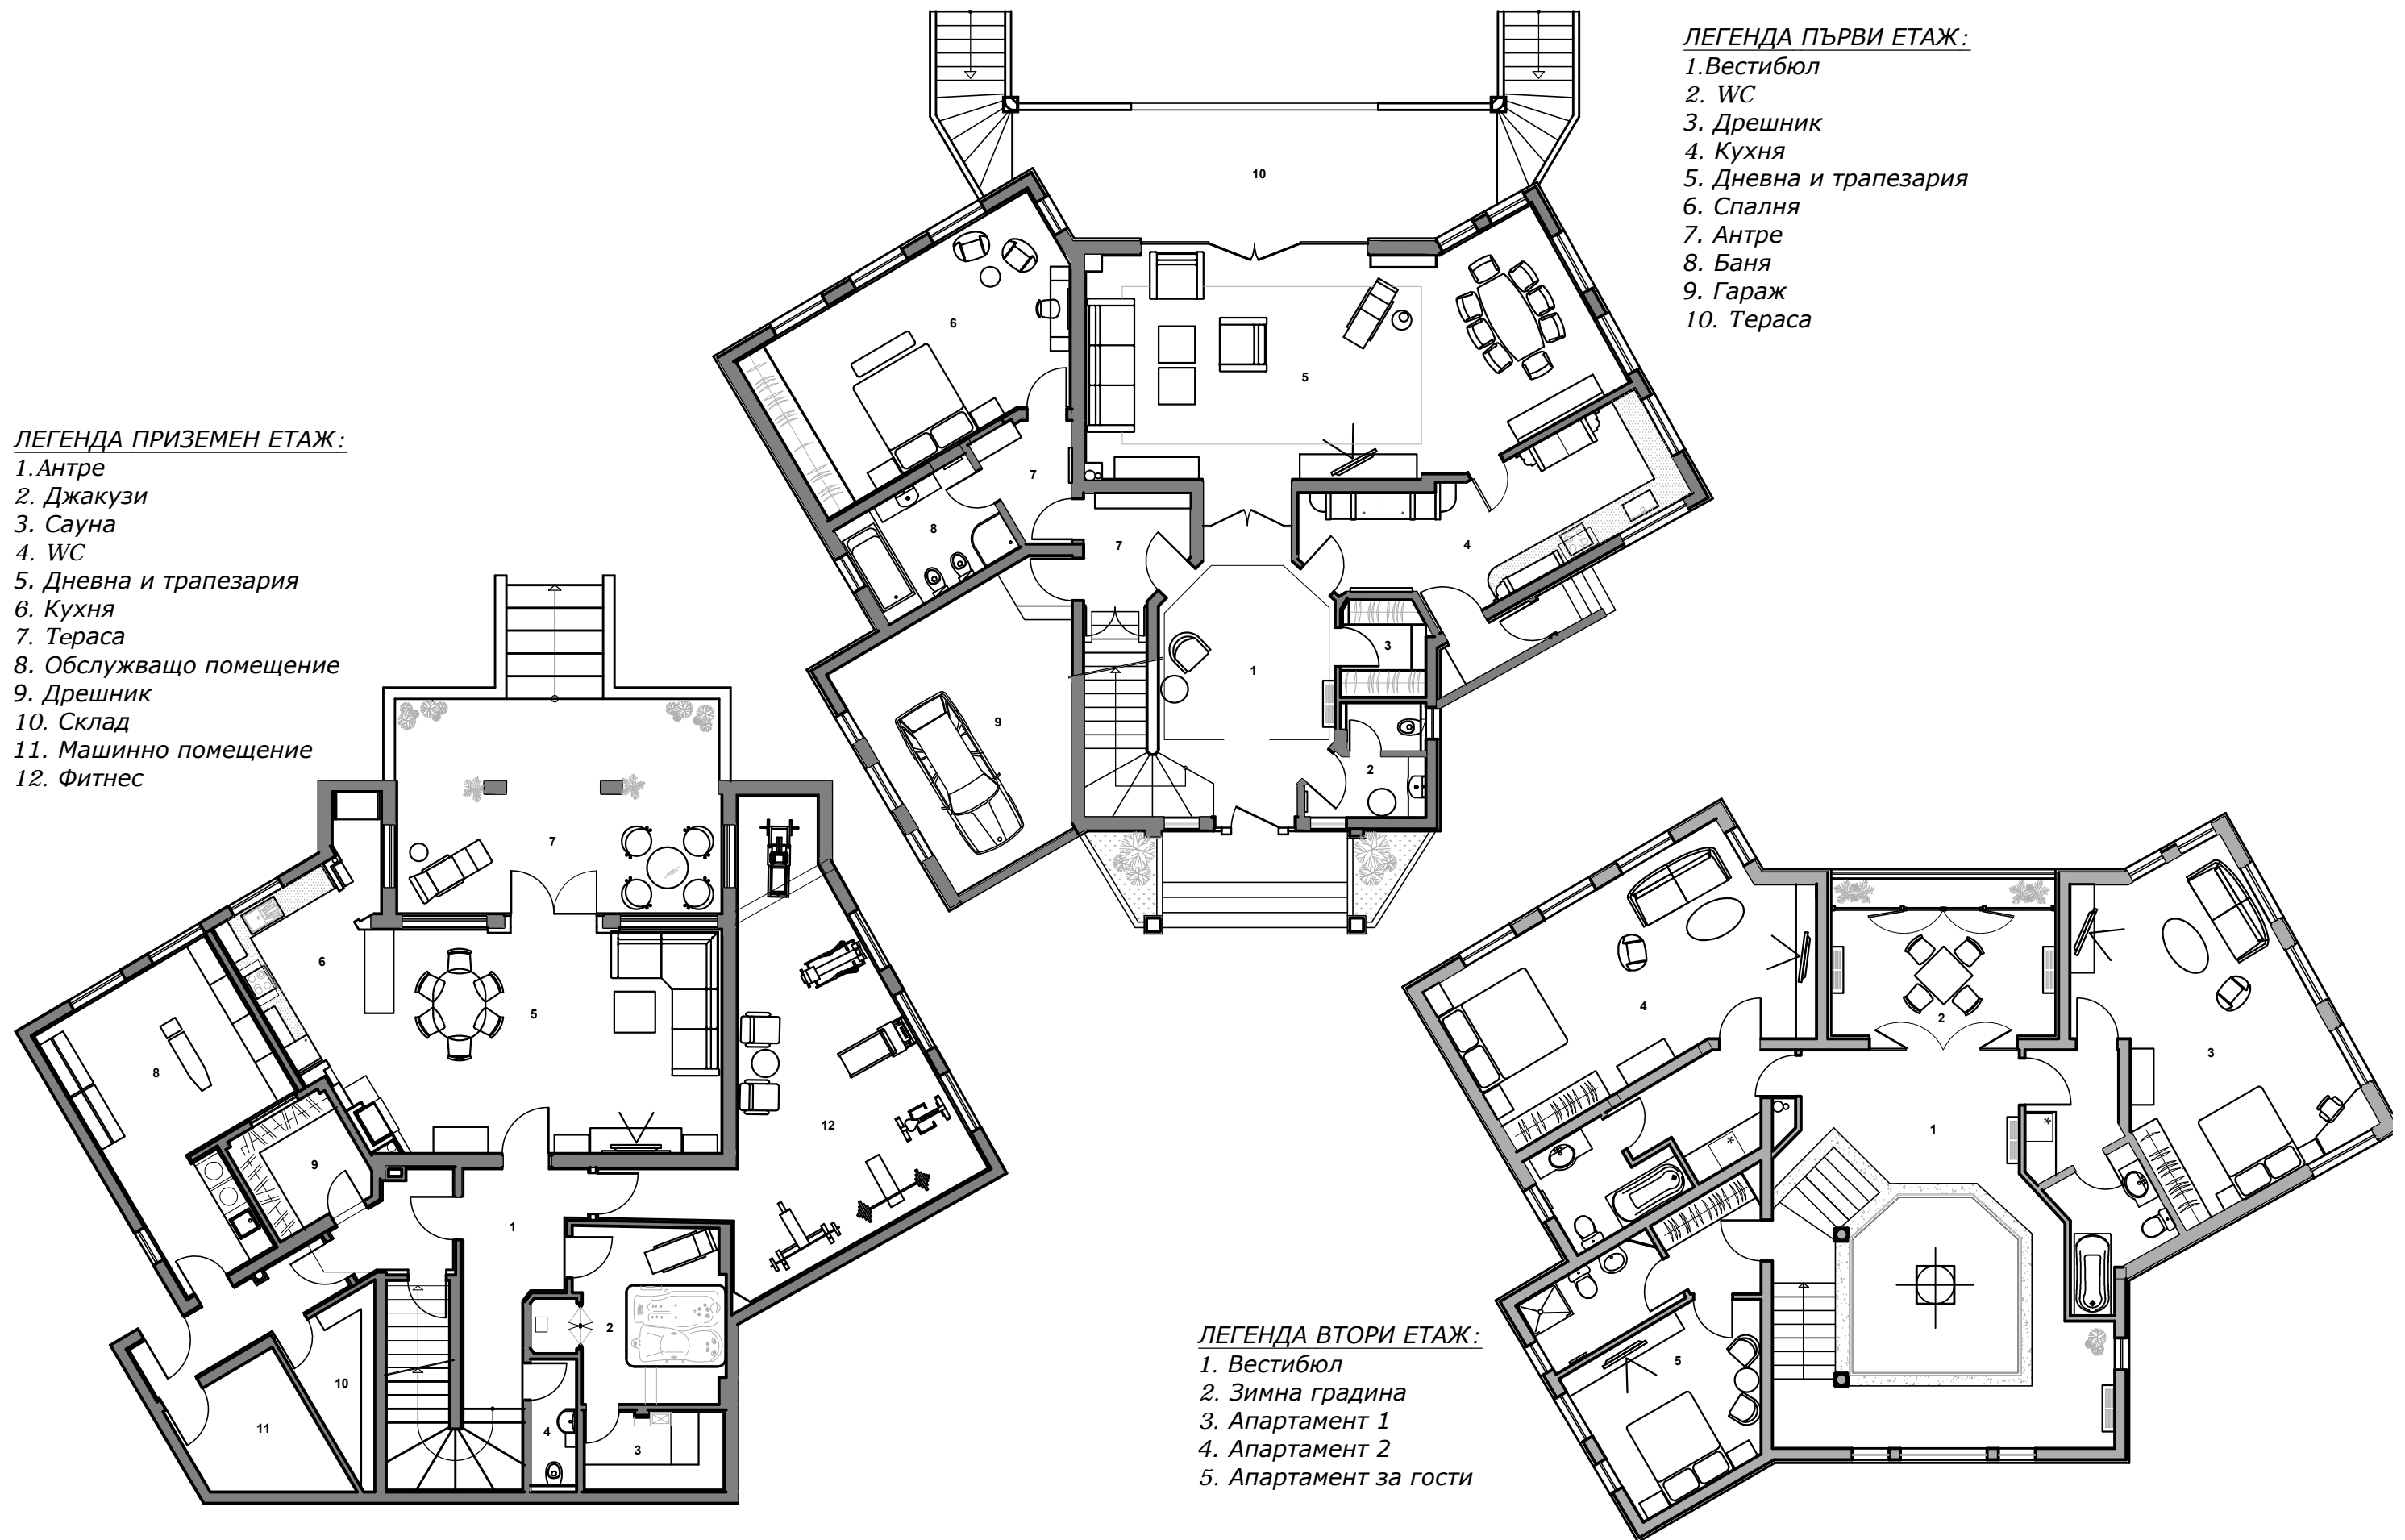 ЛЕГЕНДА ПЪРВИ ЕТАЖ:
1.Вестибюл
2. WC
3. Дрешник
4. Кухня
5. Дневна и трапезария
6. Спалня
7. Антре
8. Баня
9. Гараж
10. Тераса
10
6
5
7
8
7
4
3
1
9
2
ЛЕГЕНДА ПРИЗЕМЕН ЕТАЖ:
1.Антре
2. Джакузи
3. Сауна
4. WC
5. Дневна и трапезария
6. Кухня
7. Тераса
8. Обслужващо помещение
9. Дрешник
10. Склад
11. Машинно помещение
12. Фитнес
7
6
5
8
12
9
1
2
10
11
4
3
4
2
3
1
5
ЛЕГЕНДА ВТОРИ ЕТАЖ:
1. Вестибюл
2. Зимна градина
3. Апартамент 1
4. Апартамент 2
5. Апартамент за гости